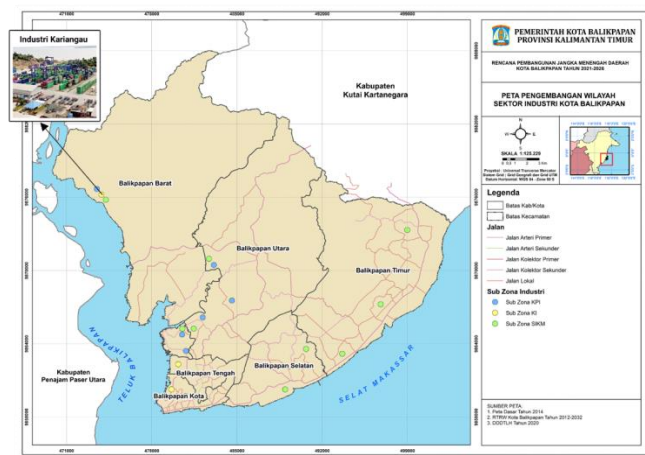 Industri Kariangau
Kabupaten
Kutai Kartanegara
Balikpapan Barat
Balikpapan Utara
Balikpapan Timur
Balikpapan Selatan
Balikpapan Tengah
Balikpapan Kota
Kabupaten
Penajam Paser Utara
TELUK BALIKPAPAN
SELAT MAKASSAR
PEMERINTAH KOTA BALIKPAPAN
PROVINSI KALIMANTAN TIMUR
RENCANA PEMBANGUNAN JANGKA MENENGAH DAERAH
KOTA BALIKPAPAN TAHUN 2021-2026
PETA PENGEMBANGAN WILAYAH
SEKTOR INDUSTRI KOTA BALIKPAPAN
SKALA 1:125.229
Legenda
Batas Kab/Kota
Batas Kecamatan
Jalan
Jalan Arteri Primer
Jalan Arteri Sekunder
Jalan Kolektor Primer
Jalan Kolektor Sekunder
Jalan Lokal
Sub Zona Industri
Sub Zona KPI
Sub Zona KI
Sub Zona SIKM
SUMBER PETA:
1. Peta Dasar Tahun 2014
2. RTRW Kota Balikpapan Tahun 2012-2032
3. DDDTLH Tahun 2020